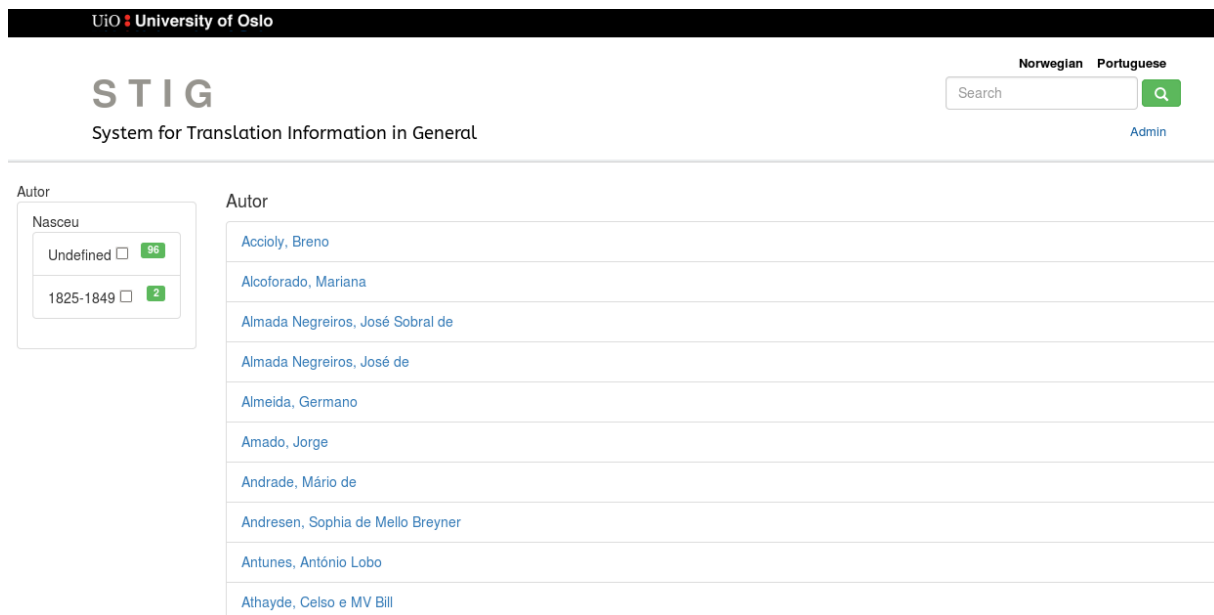 UiO University of Oslo
Norwegian Portuguese
STIG
Search
System for Translation Information in General
Admin
Autor
Nasceu
Undefined 96
1825-1849 2
Autor
Accioly, Breno
Alcoforado, Mariana
Almada Negreiros, José Sobral de
Almada Negreiros, José de
Almeida, Germano
Amado, Jorge
Andrade, Mário de
Andresen, Sophia de Mello Breyner
Antunes, António Lobo
Athayde, Celso e MV Bill